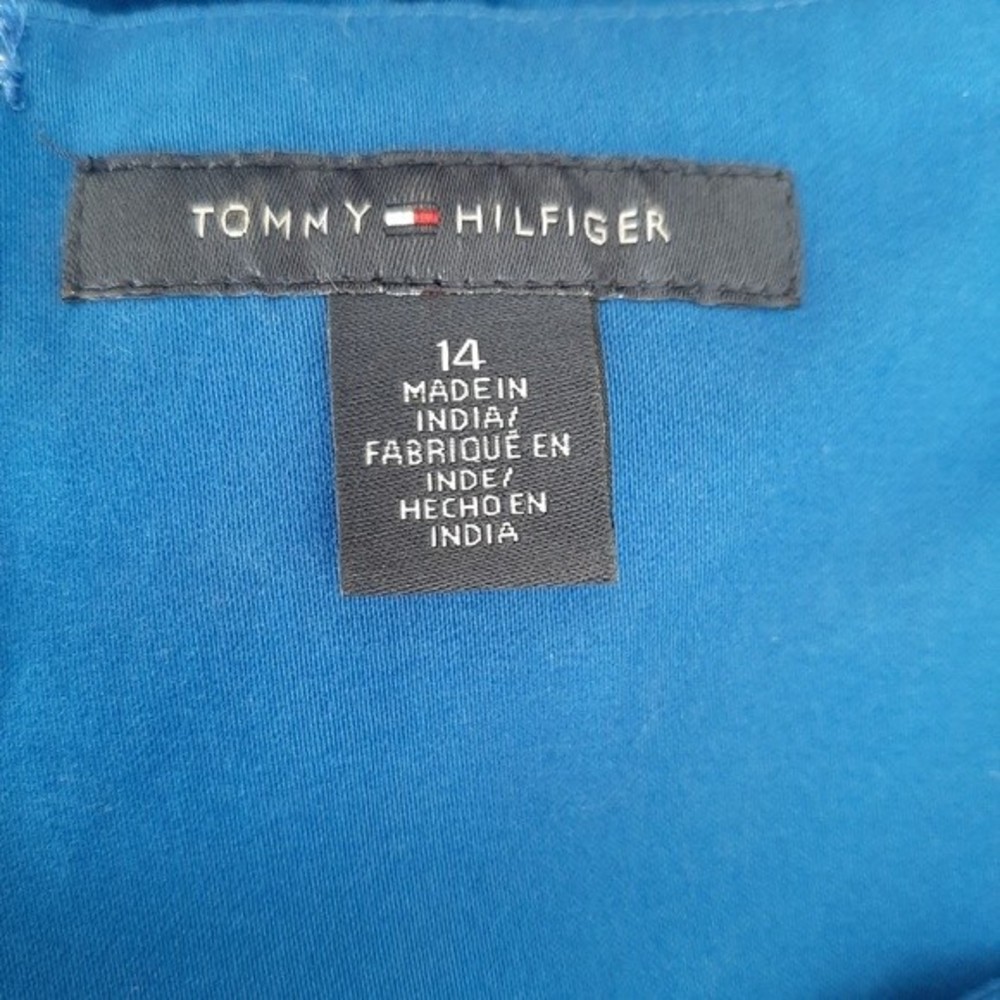 TOMMY HILFIGER
14
MADE IN
INDIA/
FABRIQUÉ EN
INDE/
HECHO EN
INDIA